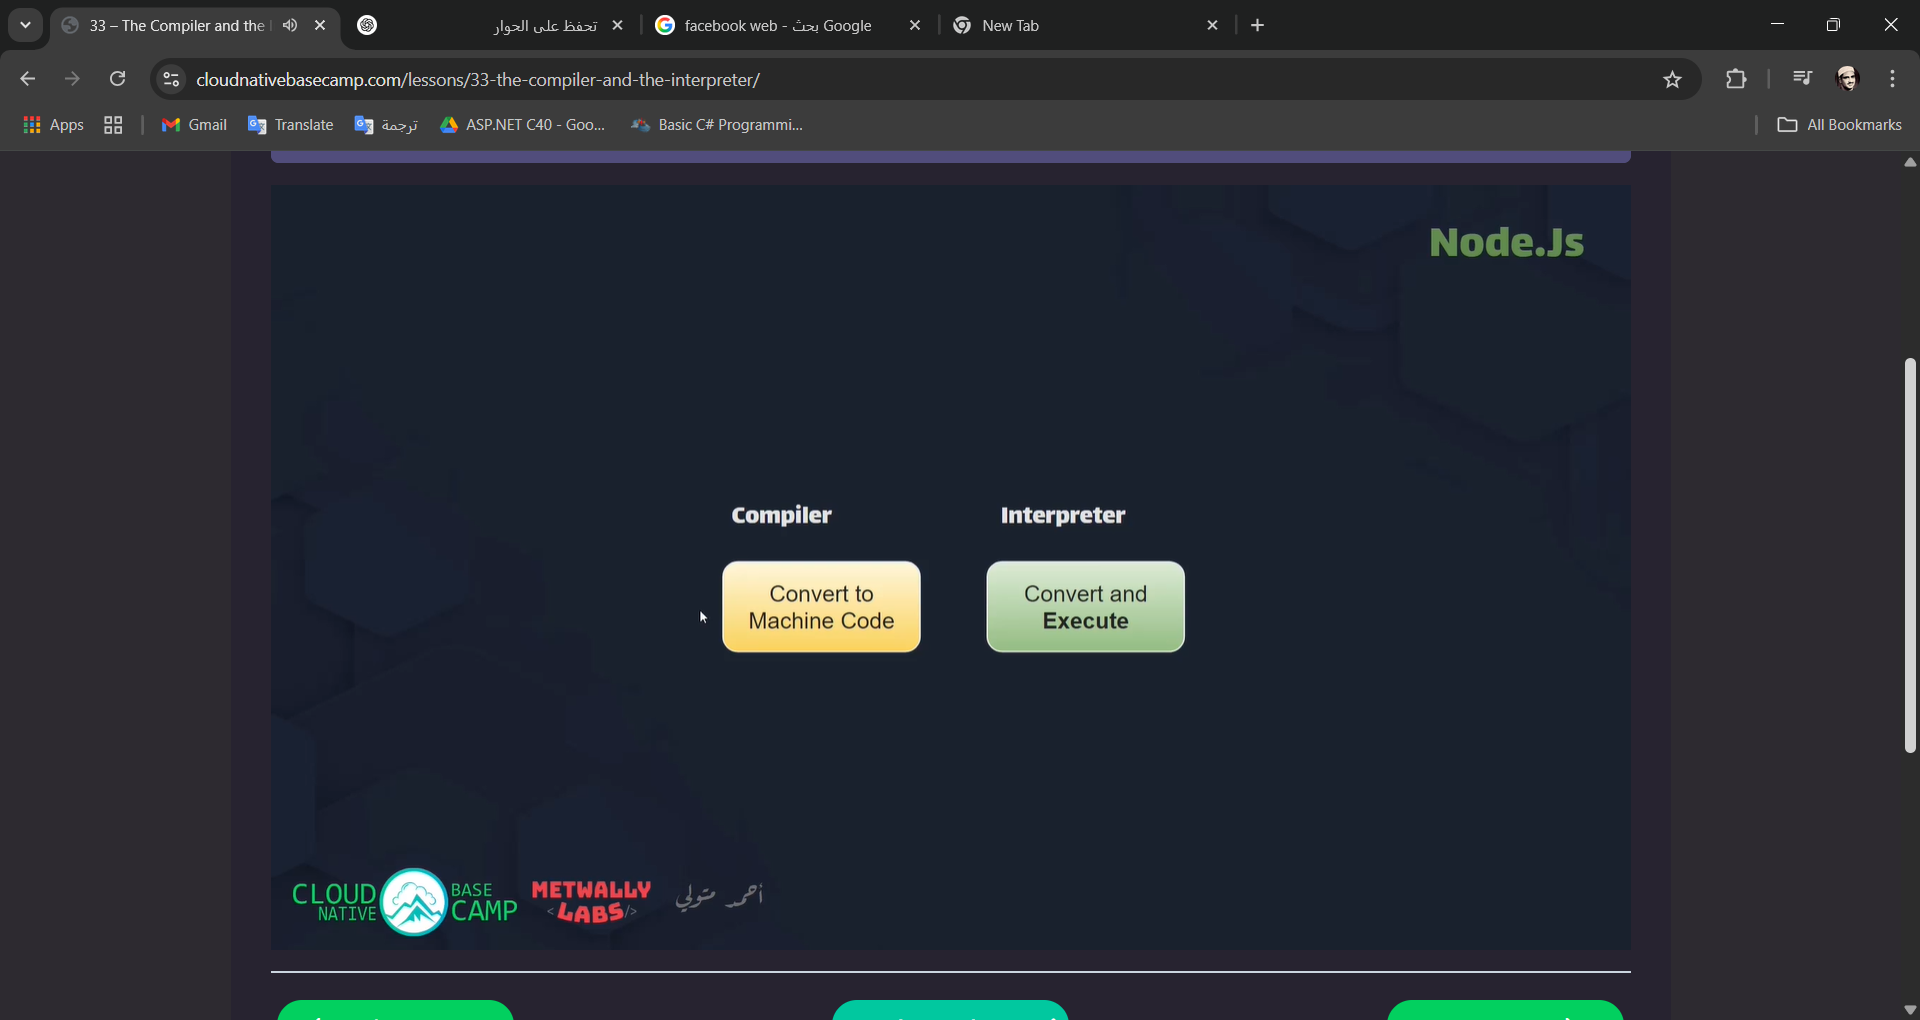 33 – The Compiler and the
تحفظ على الحوار
facebook web - بحث Google
New Tab
cloudnativebasecamp.com/lessons/33-the-compiler-and-the-interpreter/
Apps
Gmail
Translate
ترجمة
ASP.NET C40 - Goo...
Basic C# Programmi...
All Bookmarks
Node.Js
Compiler
Interpreter
Convert to
Machine Code
Convert and
Execute
CLOUD NATIVE BASE CAMP
METWALLY
<LABS/>
أحمد متولي